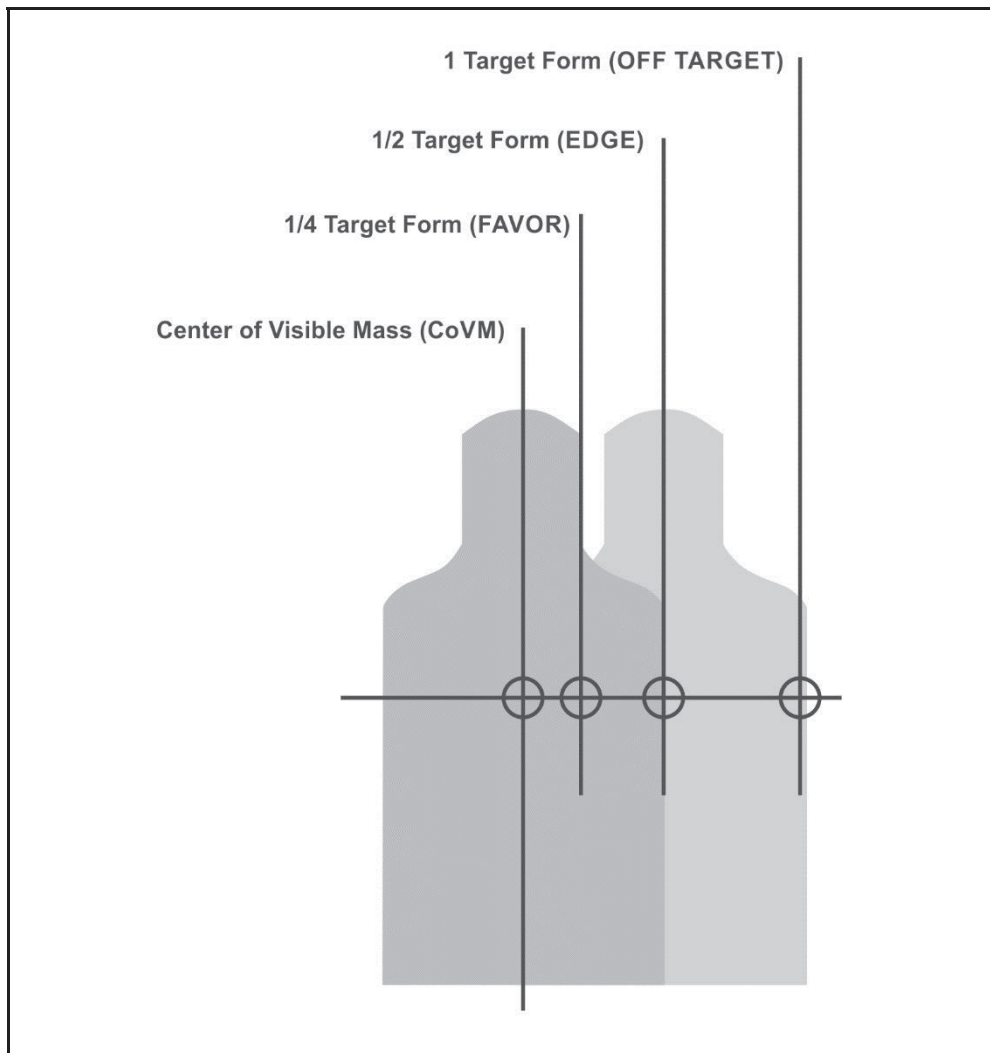 1 Target Form (OFF TARGET)
1/2 Target Form (EDGE)
1/4 Target Form (FAVOR)
Center of Visible Mass (CoVM)